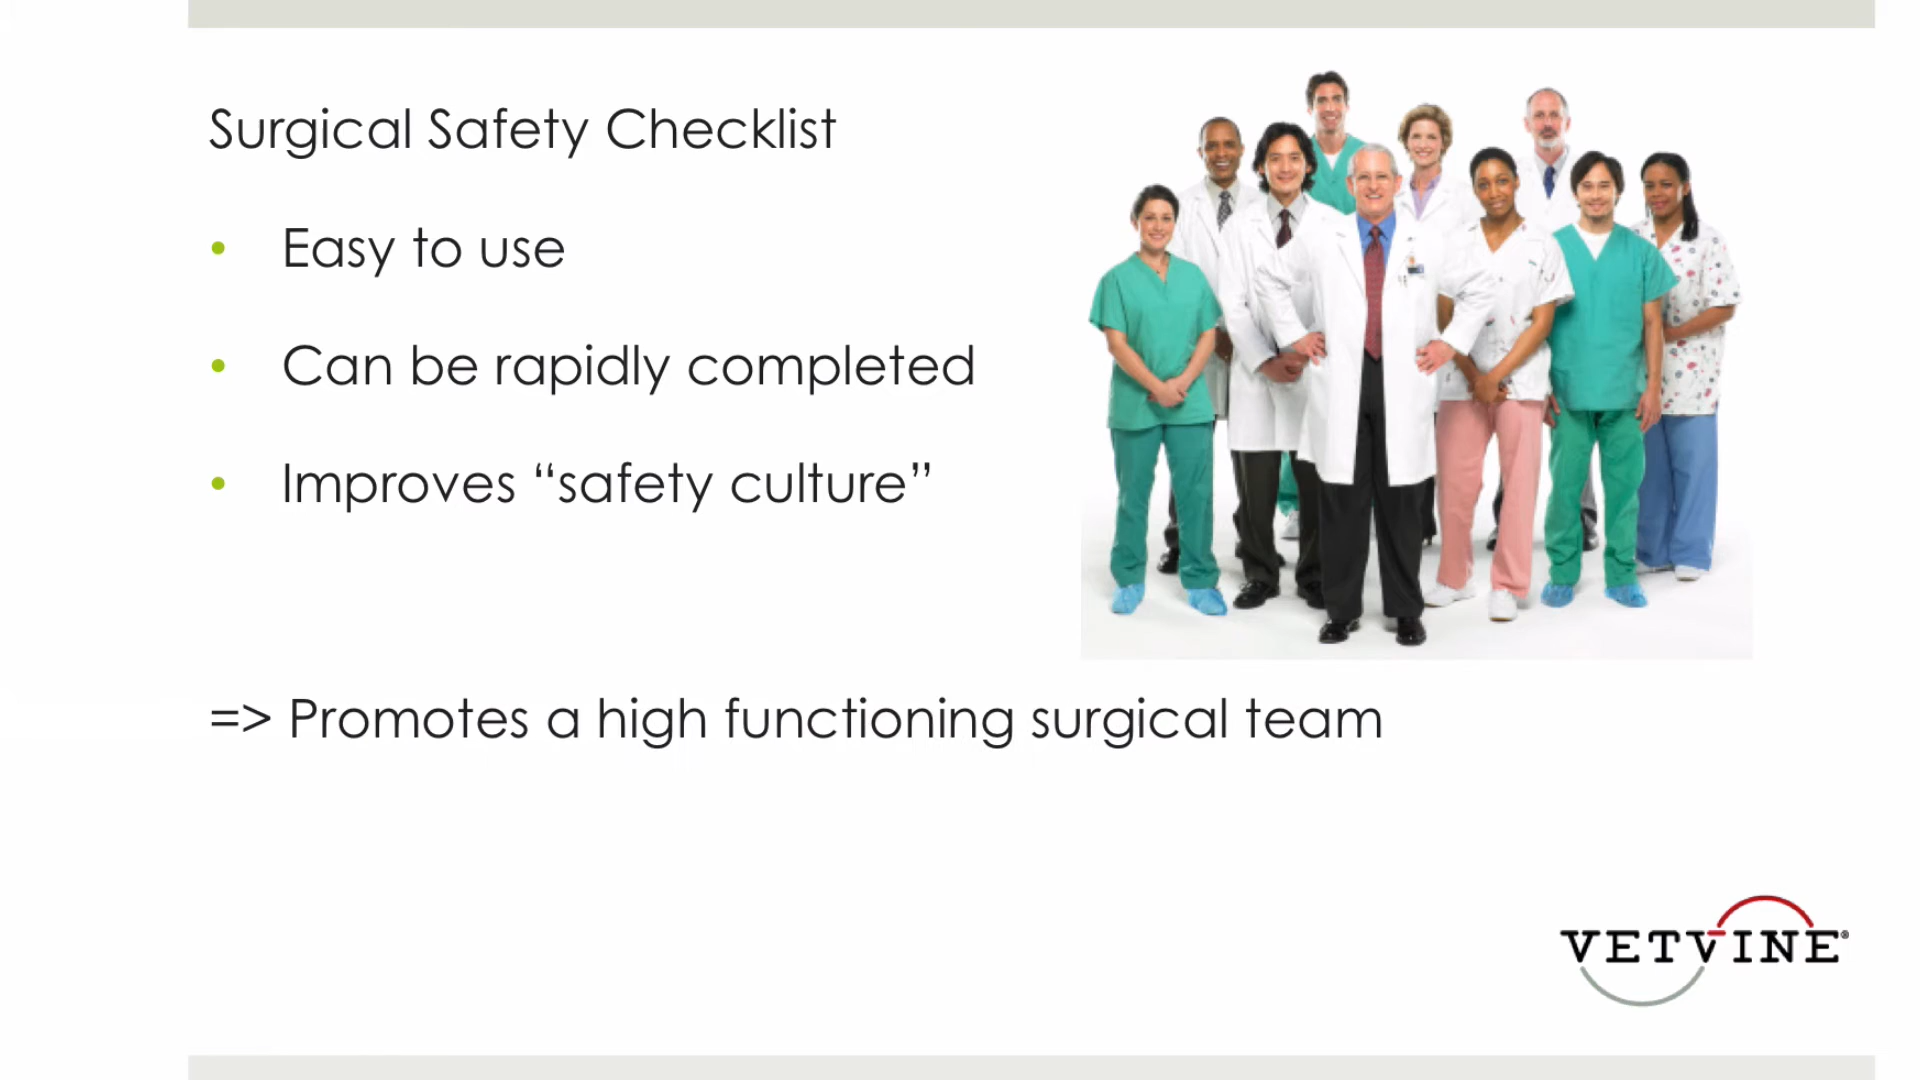 Surgical Safety Checklist
• Easy to use
• Can be rapidly completed
• Improves “safety culture”
=> Promotes a high functioning surgical team
VETVINE®